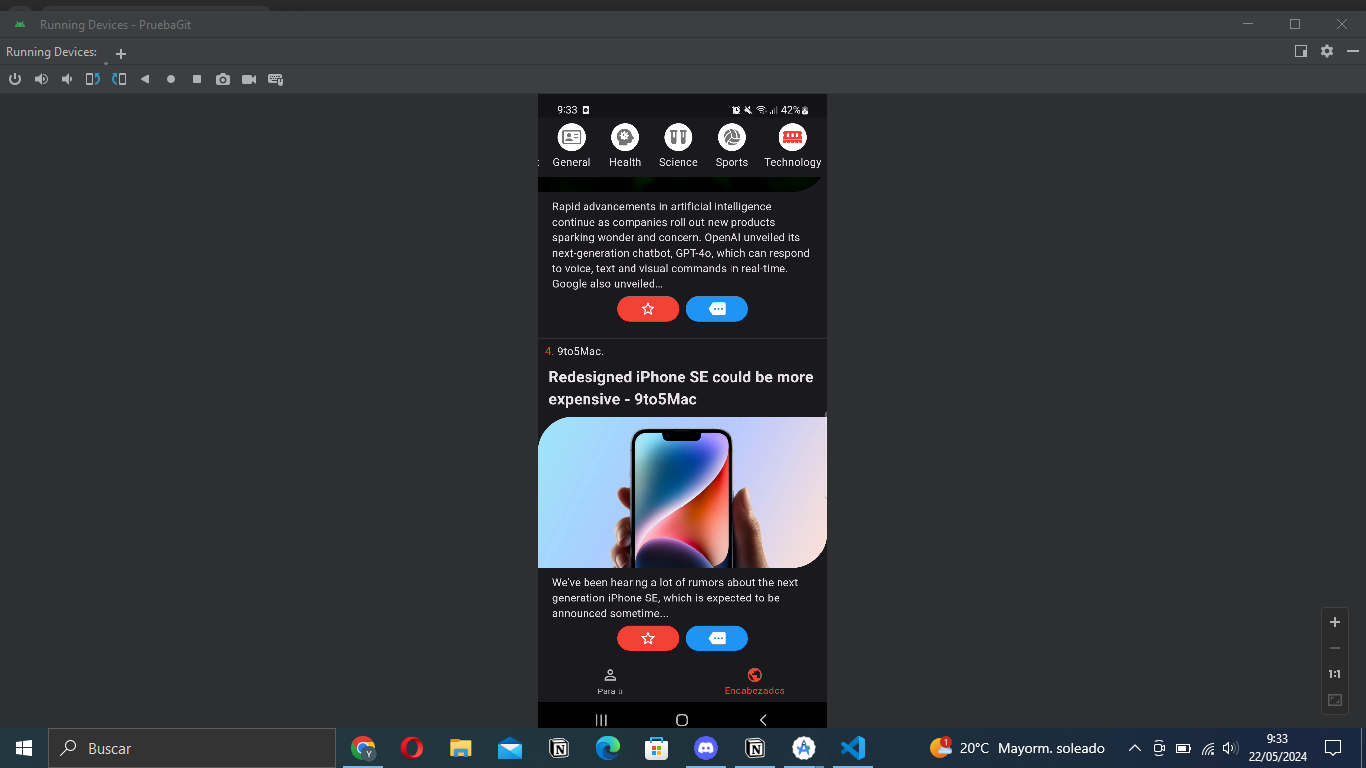 Running Devices - PruebaGit
Running Devices:
9:33
42%
General
Health
Science
Sports
Technology
Rapid advancements in artificial intelligence
continue as companies roll out new products
sparking wonder and concern. OpenAI unveiled its
next-generation chatbot, GPT-4o, which can respond
to voice, text and visual commands in real-time.
Google also unveiled...
4. 9to5Mac.
Redesigned iPhone SE could be more
expensive - 9to5Mac
We've been hearing a lot of rumors about the next
generation iPhone SE, which is expected to be
announced sometime...
Para ti
Encabezados
1:1
Buscar
Y
1
20°C Mayorm. soleado
9:33
22/05/2024